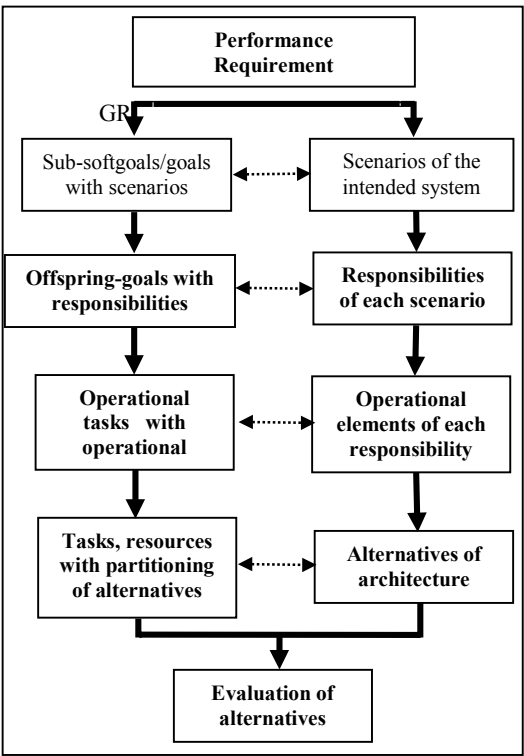 Performance
Requirement
GR
Sub-softgoals/goals
with scenarios
Scenarios of the
intended system
Offspring-goals with
responsibilities
Responsibilities
of each scenario
Operational
tasks with
operational
Operational
elements of each
responsibility
Tasks, resources
with partitioning
of alternatives
Alternatives of
architecture
Evaluation of
alternatives